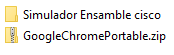 Simulador Ensamble cisco
GoogleChromePortable.zip